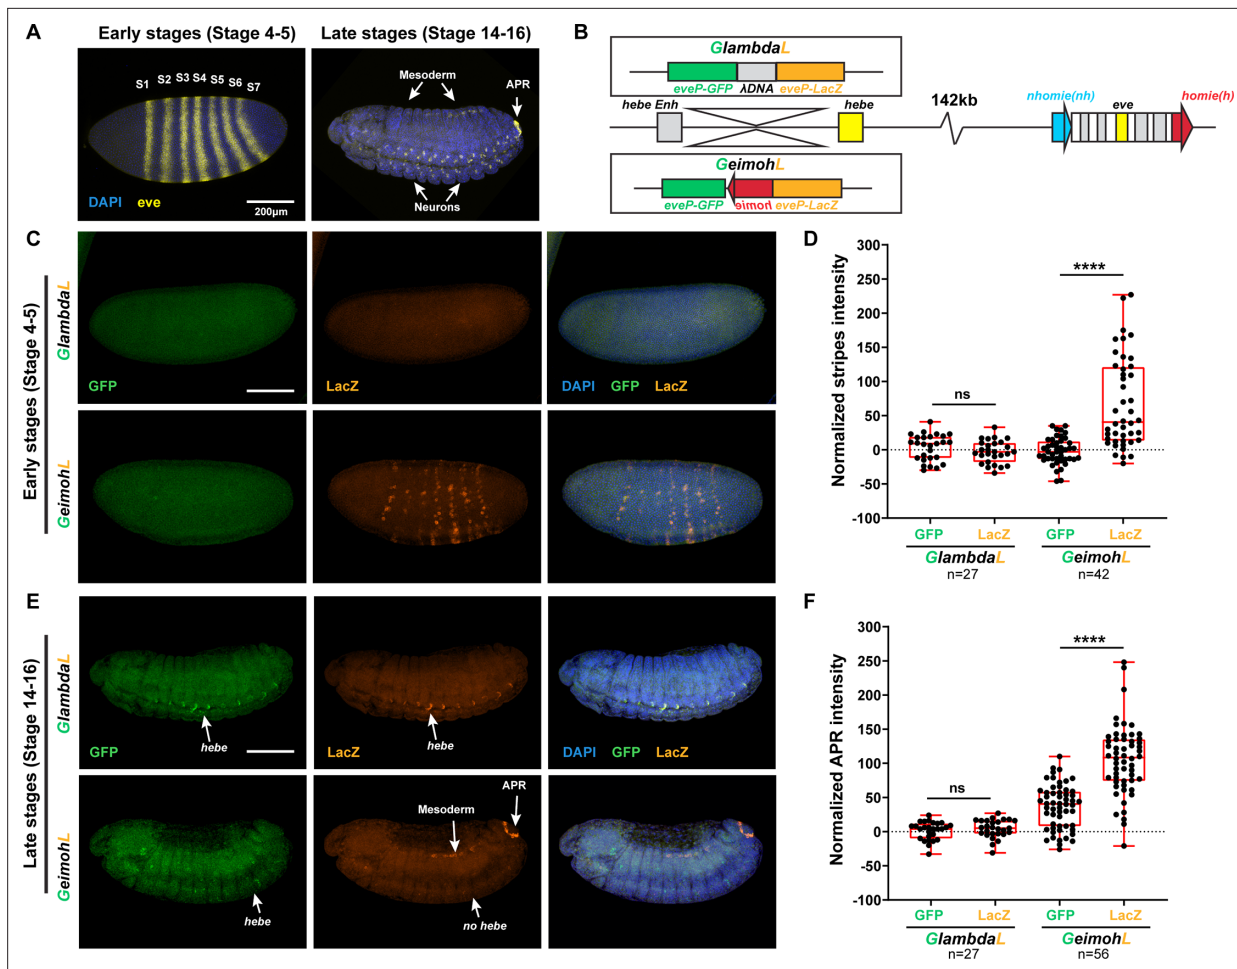 A
Early stages (Stage 4-5)
Late stages (Stage 14-16)
S1 S2 S3 S4 S5 S6 S7
DAPI eve
200μm
Mesoderm
APR
Neurons
B
GlambdaL
eveP-GFP λDNA eveP-LacZ
hebe Enh
hebe
142kb
nhomie(nh)
eve
homie(h)
GeimohL
eveP-GFP homie eveP-LacZ
C
Early stages (Stage 4-5)
GlambdaL
GFP
LacZ
DAPI GFP LacZ
GeimohL
D
Normalized stripes intensity
300
250
200
150
100
50
0
-50
-100
ns
****
GFP LacZ GFP LacZ
GlambdaL GeimohL
n=27 n=42
E
Late stages (Stage 14-16)
GlambdaL
GFP
hebe
LacZ
hebe
DAPI GFP LacZ
GeimohL
hebe
Mesoderm
APR
no hebe
F
Normalized APR intensity
300
250
200
150
100
50
0
-50
-100
ns
****
GFP LacZ GFP LacZ
GlambdaL GeimohL
n=27 n=56